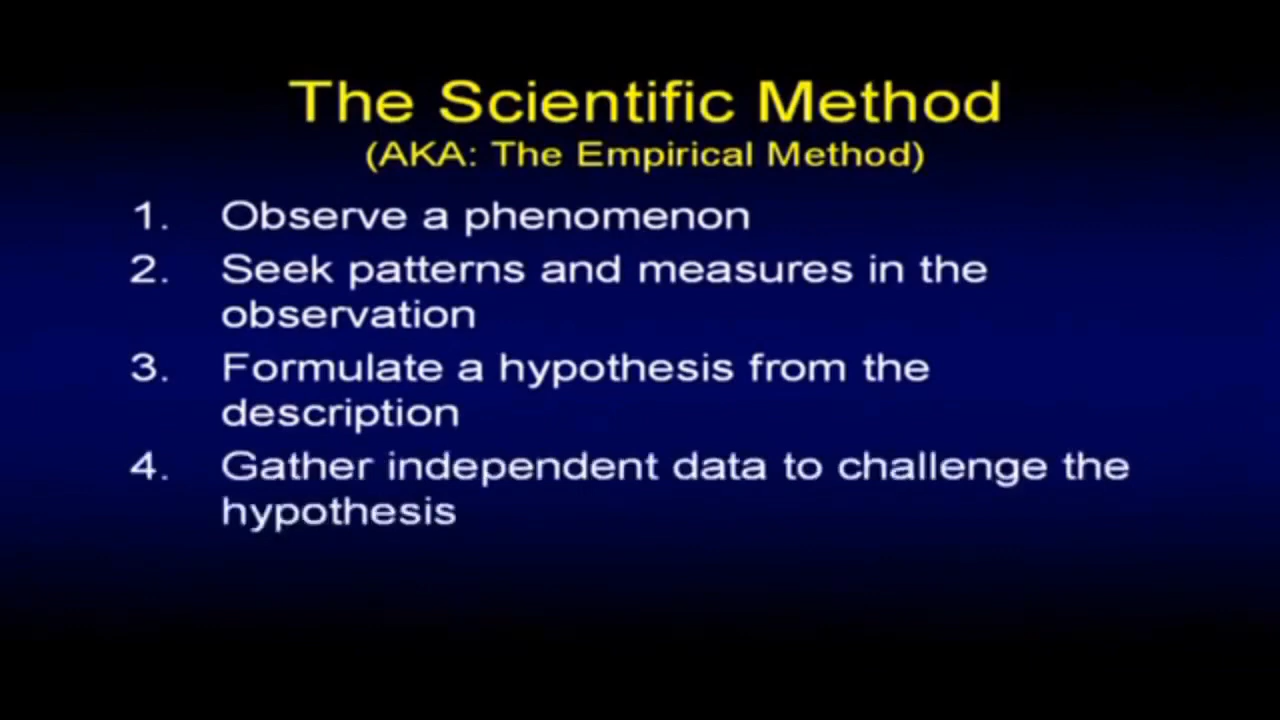 The Scientific Method
(AKA: The Empirical Method)
1. Observe a phenomenon
2. Seek patterns and measures in the
observation
3. Formulate a hypothesis from the
description
4. Gather independent data to challenge the
hypothesis